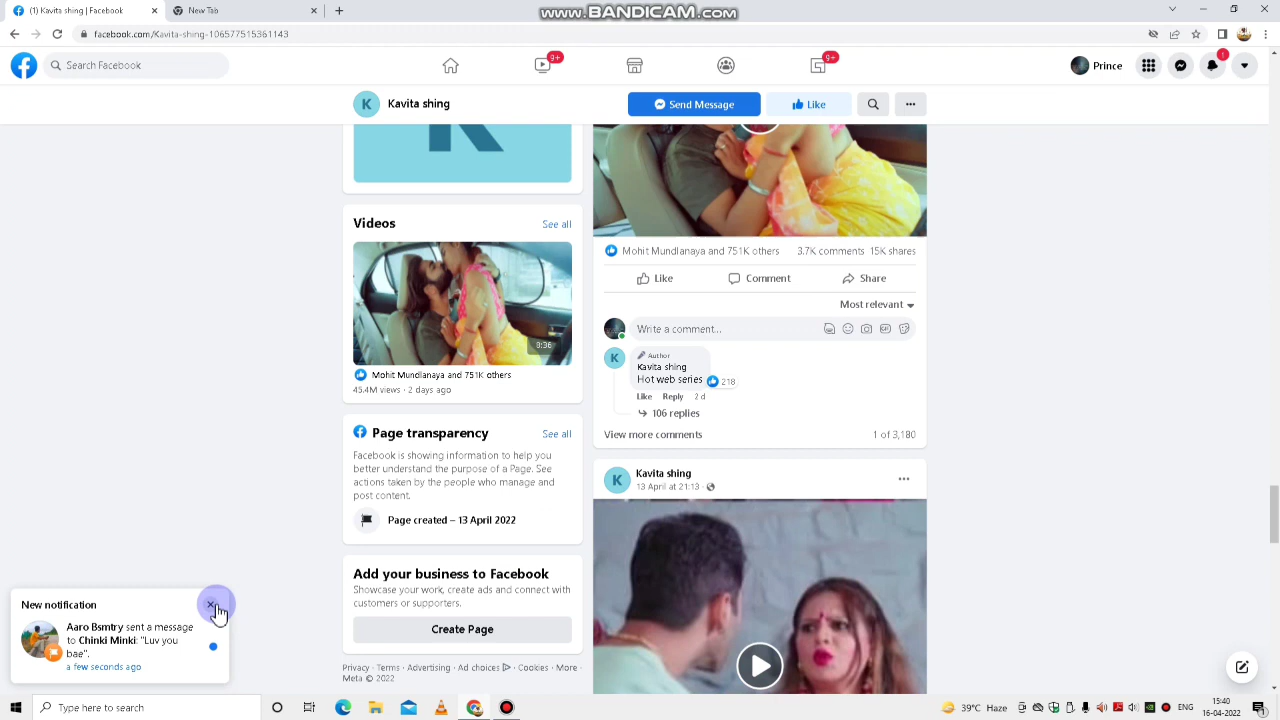 (1) Kavita shing | Facebook
New Tab
www.BANDICAM.com
facebook.com/Kavita-shing-106577515361143
Search Facebook
9+
9+
Prince
1
K
Kavita shing
Send Message
Like
K
Videos
See all
8:36
Mohit Mundlanaya and 751K others
45.4M views · 2 days ago
Page transparency
See all
Facebook is showing information to help you
better understand the purpose of a Page. See
actions taken by the people who manage and
post content.
Page created – 13 April 2022
Add your business to Facebook
Showcase your work, create ads and connect with
customers or supporters.
Create Page
Privacy · Terms · Advertising · Ad choices · Cookies · More ·
Meta © 2022
Mohit Mundlanaya and 751K others
3.7K comments 15K shares
Like
Comment
Share
Most relevant
Write a comment...
GIF
K
Author
Kavita shing
Hot web series
218
Like Reply 2 d
106 replies
View more comments
1 of 3,180
K
Kavita shing
13 April at 21:13 ·
New notification
Aaro Bsmtry sent a message
to Chinki Minki: "Luv you
bae".
a few seconds ago
Type here to search
39°C Haze
15:40
16-04-2022
1